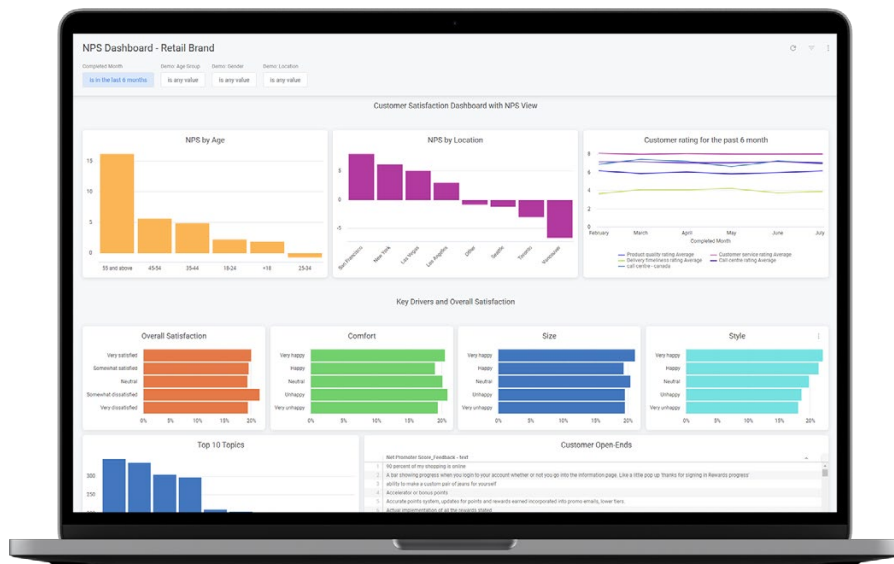 NPS Dashboard - Retail Brand
Completed Month
Demo: Age Group
Demo: Gender
Demo: Location
is in the last 6 months
is any value
is any value
is any value
Customer Satisfaction Dashboard with NPS View
NPS by Age
15
10
5
0
55 and above
45-54
35-44
18-24
<18
25-34
NPS by Location
5
0
-5
San Francisco
New York
Las Vegas
Los Angeles
Other
Seattle
Toronto
Vancouver
Customer rating for the past 6 month
8
6
4
2
0
February
March
April
May
June
July
Completed Month
Product quality rating Average
Customer service rating Average
Delivery timeliness rating Average
Call centre rating Average
call centre - canada
Key Drivers and Overall Satisfaction
Overall Satisfaction
Very satisfied
Somewhat satisfied
Neutral
Somewhat dissatisfied
Very dissatisfied
0%
5%
10%
15%
20%
Comfort
Very happy
Happy
Neutral
Unhappy
Very unhappy
0%
5%
10%
15%
20%
Size
Very happy
Happy
Neutral
Unhappy
Very unhappy
0%
5%
10%
15%
20%
Style
Very happy
Happy
Neutral
Unhappy
Very unhappy
0%
5%
10%
15%
20%
Top 10 Topics
300
250
Customer Open-Ends
Net Promoter Score_Feedback - text
1 90 percent of my shopping is online
2 A bar showing progress when you login to your account whether or not you go into the information page. Like a little pop up 'thanks for signing in Rewards progress'
3 ability to make a custom pair of jeans for yourself
4 Accelerator or bonus points
5 Accurate points system, updates for points and rewards earned incorporated into promo emails, lower tiers.
6 Actual implementation of all the rewards stated